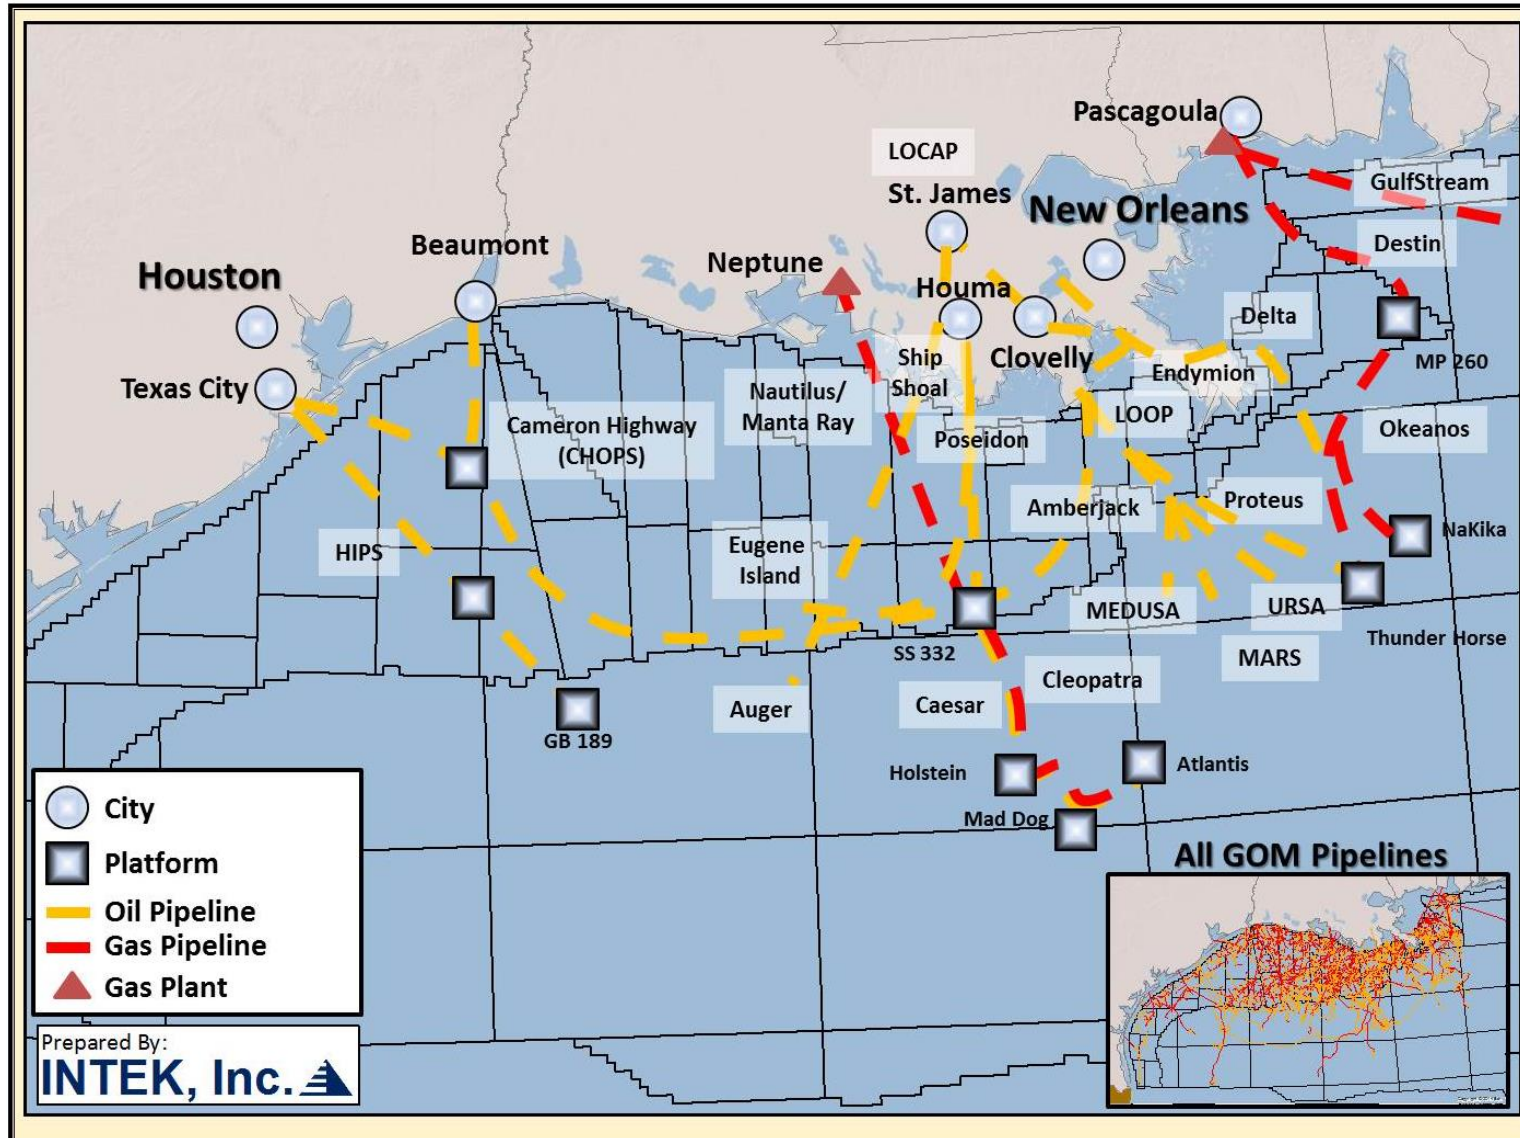 Pascagoula
LOCAP
GulfStream
St. James
New Orleans
Destin
Beaumont
Neptune
Houston
Houma
Delta
Ship
Shoal
Clovelly
Endymion
MP 260
Texas City
Nautilus/
Manta Ray
LOOP
Cameron Highway
(CHOPS)
Poseidon
Okeanos
Amberjack
Proteus
NaKika
HIPS
Eugene
Island
MEDUSA
URSA
Thunder Horse
SS 332
MARS
Cleopatra
Auger
Caesar
GB 189
Holstein
Atlantis
Mad Dog
All GOM Pipelines
City
Platform
Oil Pipeline
Gas Pipeline
Gas Plant
Prepared By:
INTEK, Inc.